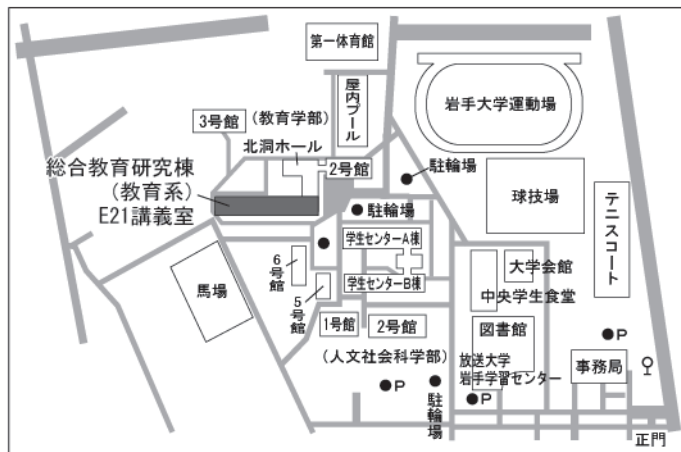 第一体育館
屋内プール
岩手大学運動場
3号館
(教育学部)
北洞ホール
2号館
駐輪場
総合教育研究棟
(教育系)
E21講義室
球技場
テニスコート
駐輪場
学生センターA棟
大学会館
6号館
学生センターB棟
中央学生食堂
馬場
5号館
1号館
2号館
図書館
(人文社会科学部)
放送大学
岩手学習センター
事務局
P
P
P
駐輪場
正門